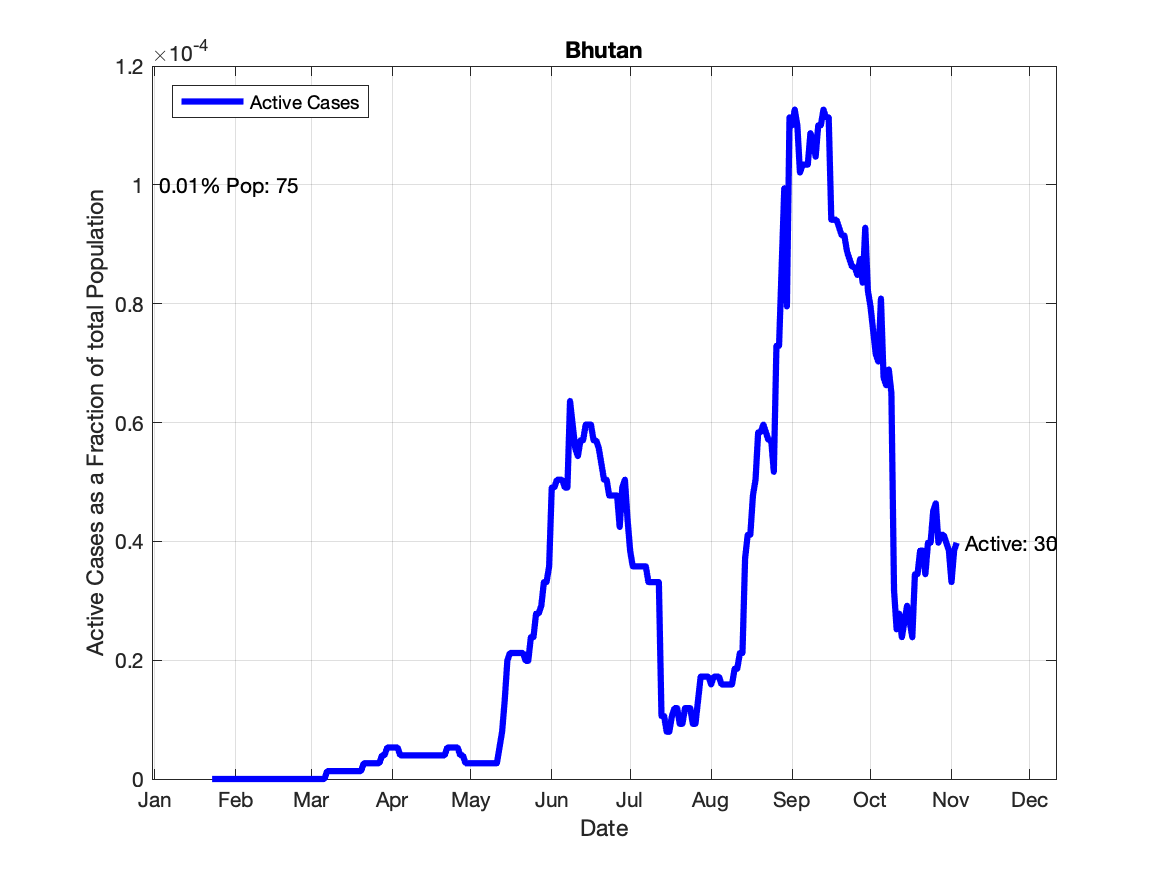 Bhutan
×10-4
1.2
1
0.8
0.6
0.4
0.2
0
Active Cases as a Fraction of total Population
Active Cases
0.01% Pop: 75
Active: 30
Jan Feb Mar Apr May Jun Jul Aug Sep Oct Nov Dec
Date